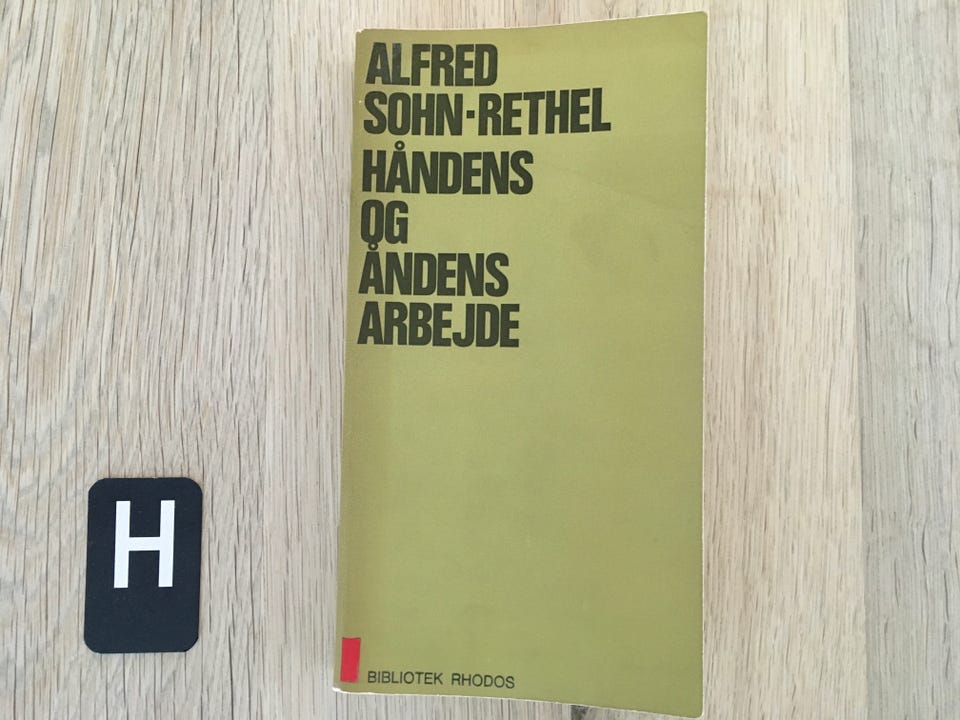 ALFRED
SOHN-RETHEL
HÅNDENS
OG
ÅNDENS
ARBEJDE
BIBLIOTEK RHODOS
H